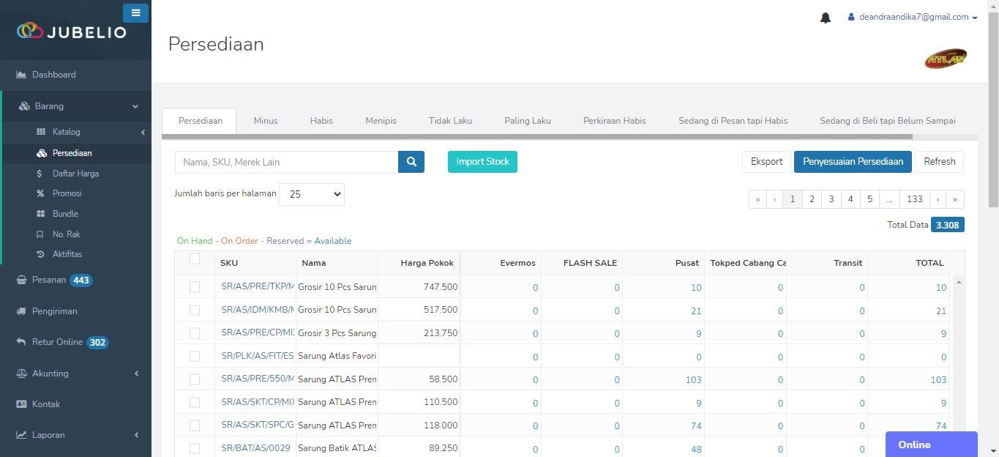 JUBELIO
deandraandika7@gmail.com
Persediaan
ATLAS
Dashboard
Barang
Katalog
Persediaan
Daftar Harga
Promosi
Bundle
No. Rak
Aktifitas
Pesanan 443
Pengiriman
Retur Online 302
Akunting
Kontak
Laporan
Persediaan Minus Habis Menipis Tidak Laku Paling Laku Perkiraan Habis Sedang di Pesan tapi Habis Sedang di Beli tapi Belum Sampai
Nama, SKU, Merek Lain Import Stock Eksport Penyesuaian Persediaan Refresh
Jumlah baris per halaman 25
« ‹ 1 2 3 4 5 ... 133 › »
Total Data 3.308
On Hand - On Order - Reserved = Available
SKU Nama Harga Pokok Evermos FLASH SALE Pusat Tokped Cabang Ca Transit TOTAL
SR/AS/PRE/TKP/M Grosir 10 Pcs Sarun 747.500 0 0 10 0 0 10
SR/AS/IDM/KMB/M Grosir 10 Pcs Sarun 517.500 0 0 21 0 0 21
SR/AS/PRE/CP/MIX Grosir 3 Pcs Sarung 213.750 0 0 9 0 0 9
SR/PLK/AS/FIT/ES Sarung Atlas Favori 0 0 0 0 0 0
SR/AS/PRE/550/M Sarung ATLAS Prem 58.500 0 0 103 0 0 103
SR/AS/SKT/CP/MIX Sarung ATLAS Prem 110.500 0 0 9 0 0 9
SR/AS/SKT/SPC/G Sarung ATLAS Prem 118.000 0 0 74 0 0 74
SR/BAT/AS/0029 Sarung Batik ATLAS 89.250 0 0 48 0 0
Online